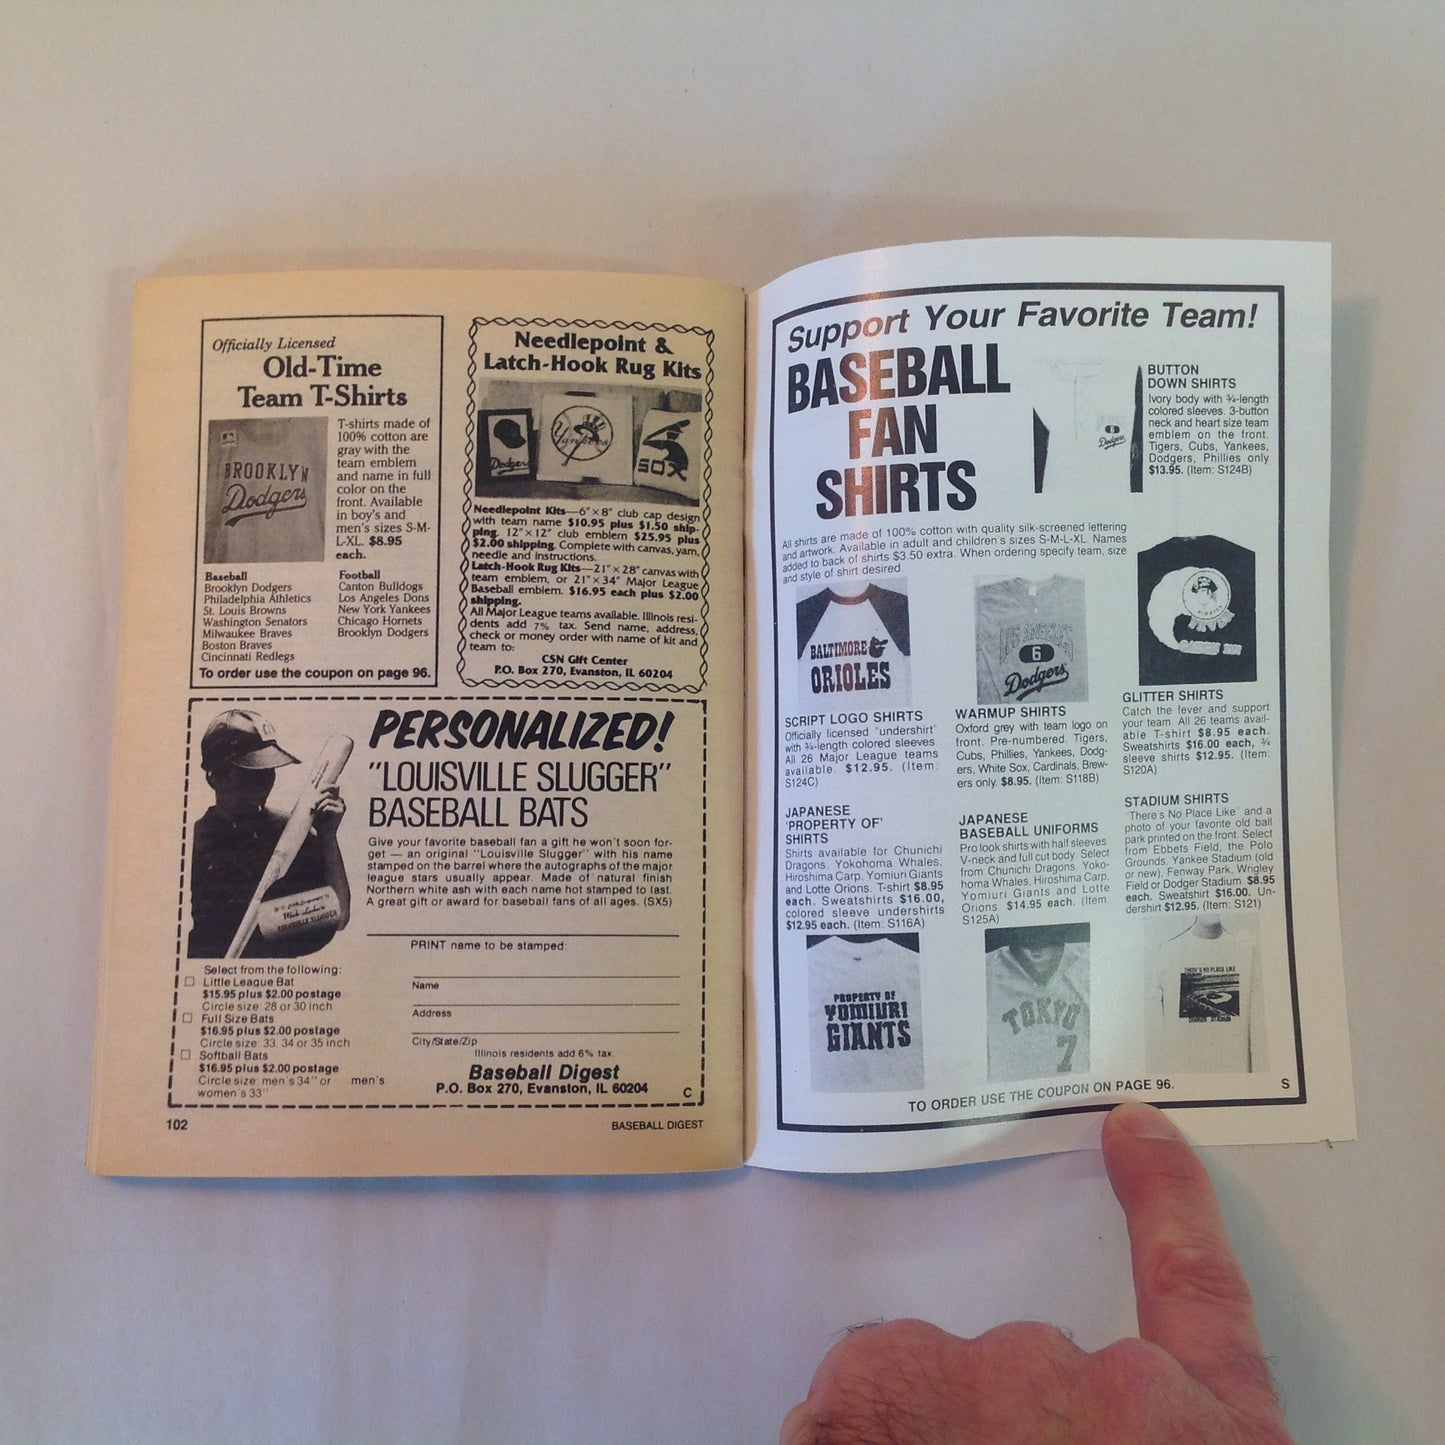 Officially Licensed
Old-Time
Team T-Shirts
BROOKLYN
Dodgers
T-shirts made of
100% cotton are
gray with the
team emblem
and name in full
color on the
front. Available
in boy's and
men's sizes S-M-
L-XL. $8.95
each.
Baseball
Brooklyn Dodgers
Philadelphia Athletics
St. Louis Browns
Washington Senators
Milwaukee Braves
Boston Braves
Cincinnati Redlegs
Football
Canton Bulldogs
Los Angeles Dons
New York Yankees
Chicago Hornets
Brooklyn Dodgers
To order use the coupon on page 96.
Needlepoint &
Latch-Hook Rug Kits
Dodgers
Yankees
SOX
Needlepoint Kits—6"×8" club cap design
with team name $10.95 plus $1.50 ship-
ping. 12"×12" club emblem $25.95 plus
$2.00 shipping. Complete with canvas, yarn,
needle and instructions.
Latch-Hook Rug Kits—21"×28" canvas with
team emblem, or 21"×34" Major League
Baseball emblem. $16.95 each plus $2.00
shipping.
All Major League teams available. Illinois resi-
dents add 7% tax. Send name, address,
check or money order with name of kit and
team to:
CSN Gift Center
P.O. Box 270, Evanston, IL 60204
PERSONALIZED!
"LOUISVILLE SLUGGER"
BASEBALL BATS
Give your favorite baseball fan a gift he won't soon for-
get — an original "Louisville Slugger" with his name
stamped on the barrel where the autographs of the major
league stars usually appear. Made of natural finish
Northern white ash with each name hot stamped to last.
A great gift or award for baseball fans of all ages. (SX5)
LOUISVILLE SLUGGER
PRINT name to be stamped:
Name
Address
City/State/Zip
Illinois residents add 6% tax.
Baseball Digest
P.O. Box 270, Evanston, IL 60204
C
Select from the following:
Little League Bat
$15.95 plus $2.00 postage
Circle size: 28 or 30 inch
Full Size Bats
$16.95 plus $2.00 postage
Circle size: 33, 34 or 35 inch
Softball Bats
$16.95 plus $2.00 postage
Circle size: men's 34" or men's
women's 33"
102
BASEBALL DIGEST
Support Your Favorite Team!
BASEBALL
FAN
SHIRTS
6
Dodgers
BUTTON
DOWN SHIRTS
Ivory body with ¾-length
colored sleeves. 3-button
neck and heart size team
emblem on the front.
Tigers, Cubs, Yankees,
Dodgers, Phillies only
$13.95. (Item: S124B)
All shirts are made of 100% cotton with quality silk-screened lettering
and artwork. Available in adult and children's sizes S-M-L-XL. Names
added to back of shirts $3.50 extra. When ordering specify team, size
and style of shirt desired.
BALTIMORE
ORIOLES
LOS ANGELES
6
Dodgers
PIRATES
SCRIPT LOGO SHIRTS
Officially licensed "undershirt"
with ¾-length colored sleeves
All 26 Major League teams
available. $12.95. (Item:
S124C)
WARMUP SHIRTS
Oxford grey with team logo on
front. Pre-numbered. Tigers,
Cubs, Phillies, Yankees, Dodg-
ers, White Sox, Cardinals, Brew-
ers only. $8.95. (Item: S118B)
GLITTER SHIRTS
Catch the fever and support
your team. All 26 teams avail-
able T-shirt $8.95 each.
Sweatshirts $16.00 each, ¾
sleeve shirts $12.95. (Item:
S120A)
JAPANESE
'PROPERTY OF'
SHIRTS
Shirts available for Chunichi
Dragons, Yokohoma Whales,
Hiroshima Carp, Yomiuri Giants
and Lotte Orions. T-shirt $8.95
each. Sweatshirts $16.00,
colored sleeve undershirts
$12.95 each. (Item: S116A)
JAPANESE
BASEBALL UNIFORMS
Pro look shirts with half sleeves
V-neck and full cut body. Select
from Chunichi Dragons, Yoko-
homa Whales, Hiroshima Carp,
Yomiuri Giants and Lotte
Orions. $14.95 each. (Item
S125A)
STADIUM SHIRTS
"There's No Place Like" and a
photo of your favorite old ball
park printed on the front. Select
from Ebbets Field, the Polo
Grounds, Yankee Stadium (old
or new), Fenway Park, Wrigley
Field or Dodger Stadium. $8.95
each. Sweatshirt $16.00. Un-
dershirt $12.95. (Item: S121)
PROPERTY OF
YOMIURI
GIANTS
TOKYO
7
THERE'S NO PLACE LIKE
STADIUM
TO ORDER USE THE COUPON ON PAGE 96.
S